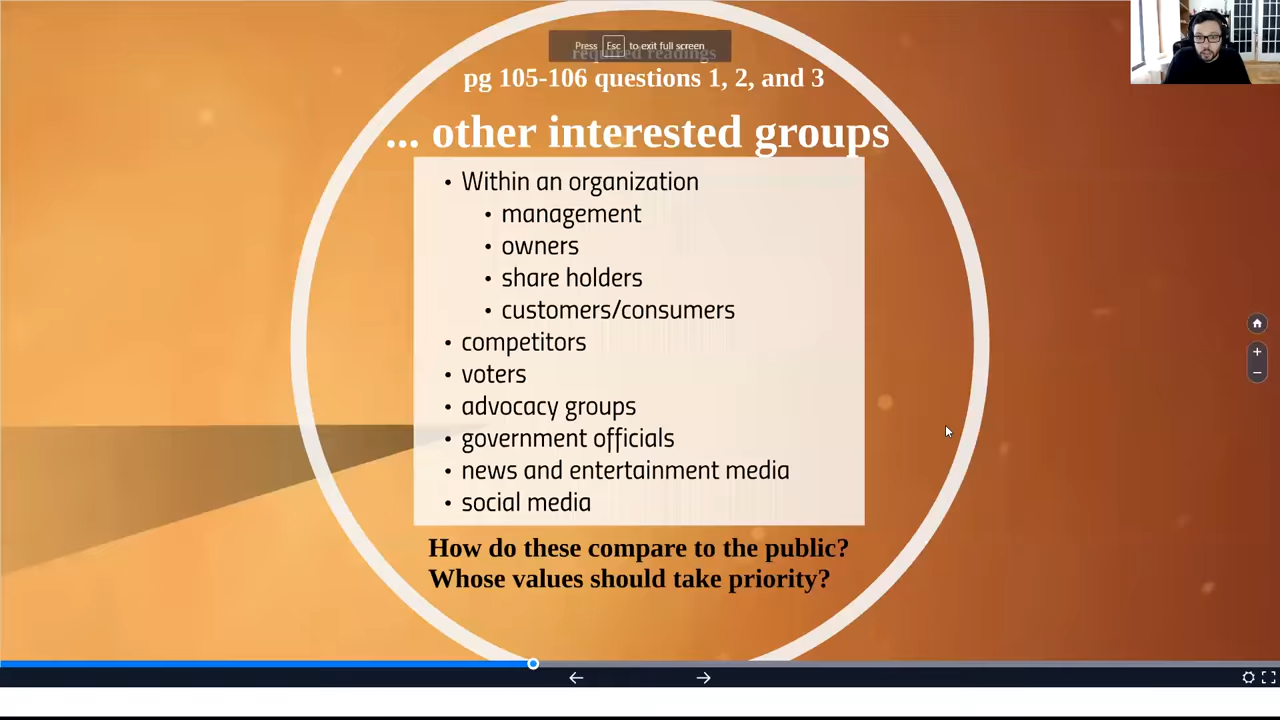 Press Esc to exit full screen
required readings
pg 105-106 questions 1, 2, and 3
... other interested groups
• Within an organization
• management
• owners
• share holders
• customers/consumers
• competitors
• voters
• advocacy groups
• government officials
• news and entertainment media
• social media
How do these compare to the public?
Whose values should take priority?